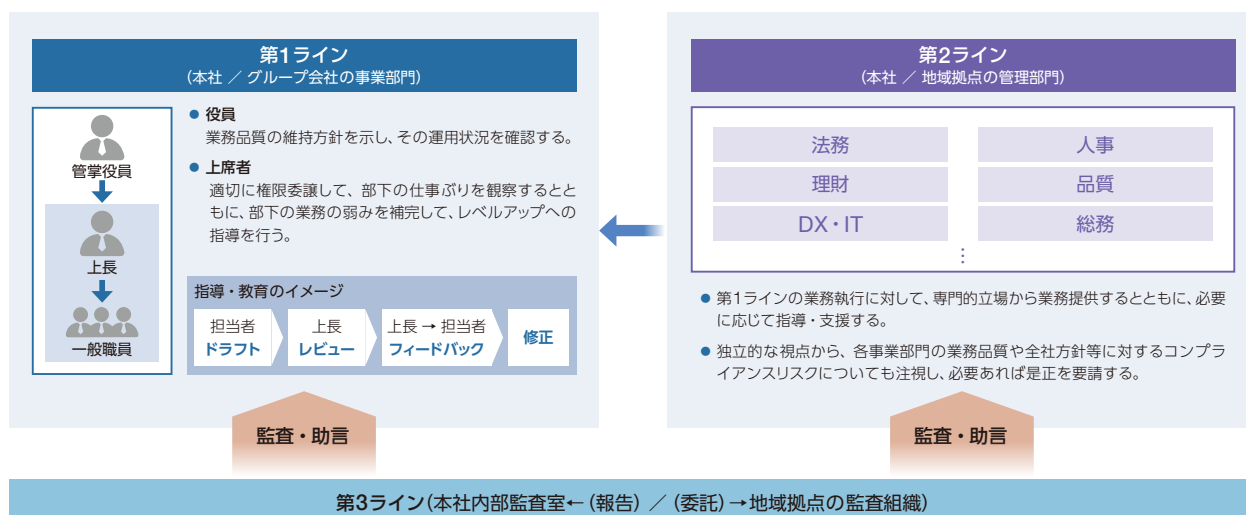 第1ライン
(本社 ／ グループ会社の事業部門)
管掌役員
上長
一般職員
● 役員
業務品質の維持方針を示し、その運用状況を確認する。
● 上席者
適切に権限委譲して、部下の仕事ぶりを観察するとと
もに、部下の業務の弱みを補完して、レベルアップへの
指導を行う。
指導・教育のイメージ
担当者
ドラフト
上長
レビュー
上長 → 担当者
フィードバック
修正
第2ライン
(本社 ／ 地域拠点の管理部門)
法務
人事
理財
品質
DX・IT
総務
⋮
● 第1ラインの業務執行に対して、専門的立場から業務提供するとともに、必要
に応じて指導・支援する。
● 独立的な視点から、各事業部門の業務品質や全社方針等に対するコンプラ
イアンスリスクについても注視し、必要あれば是正を要請する。
監査・助言
監査・助言
第3ライン(本社内部監査室←(報告) ／ (委託)→地域拠点の監査組織)